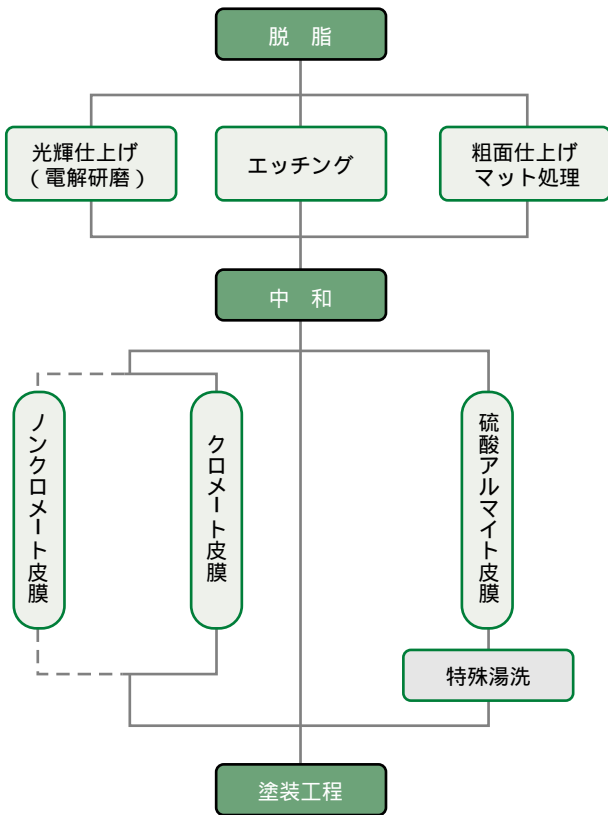 脱　脂
光輝仕上げ
（電解研磨）
エッチング
粗面仕上げ
マット処理
中　和
ノンクロメート皮膜
クロメート皮膜
硫酸アルマイト皮膜
特殊湯洗
塗装工程